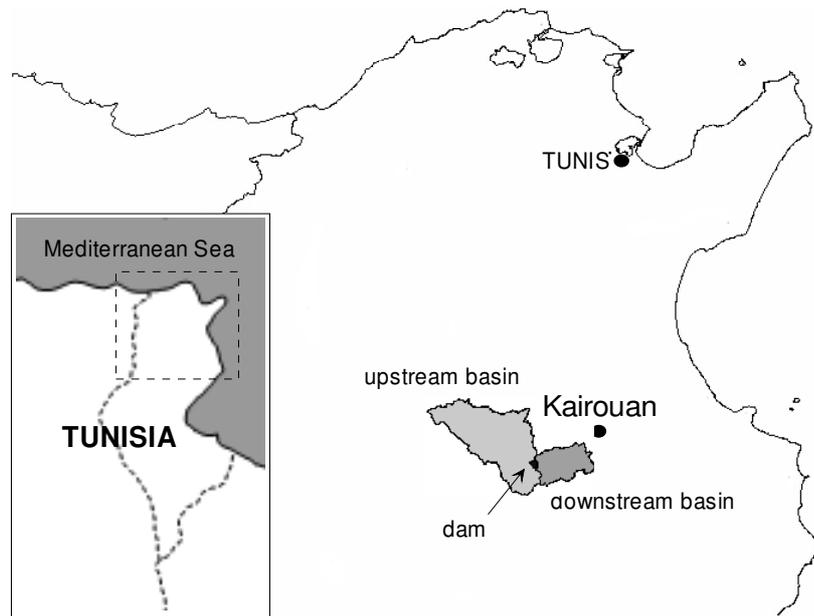 TUNIS
Mediterranean Sea
upstream basin
Kairouan
TUNISIA
downstream basin
dam